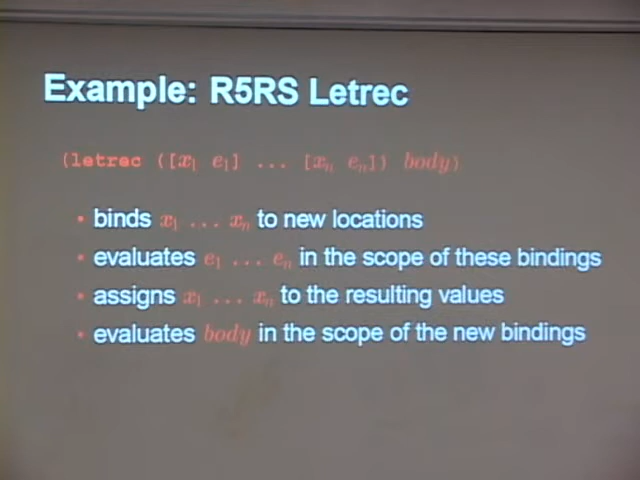 Example: R5RS Letrec
(letrec ([x₁ e₁] ... [xₙ eₙ]) body)
• binds x₁ ... xₙ to new locations
• evaluates e₁ ... eₙ in the scope of these bindings
• assigns x₁ ... xₙ to the resulting values
• evaluates body in the scope of the new bindings